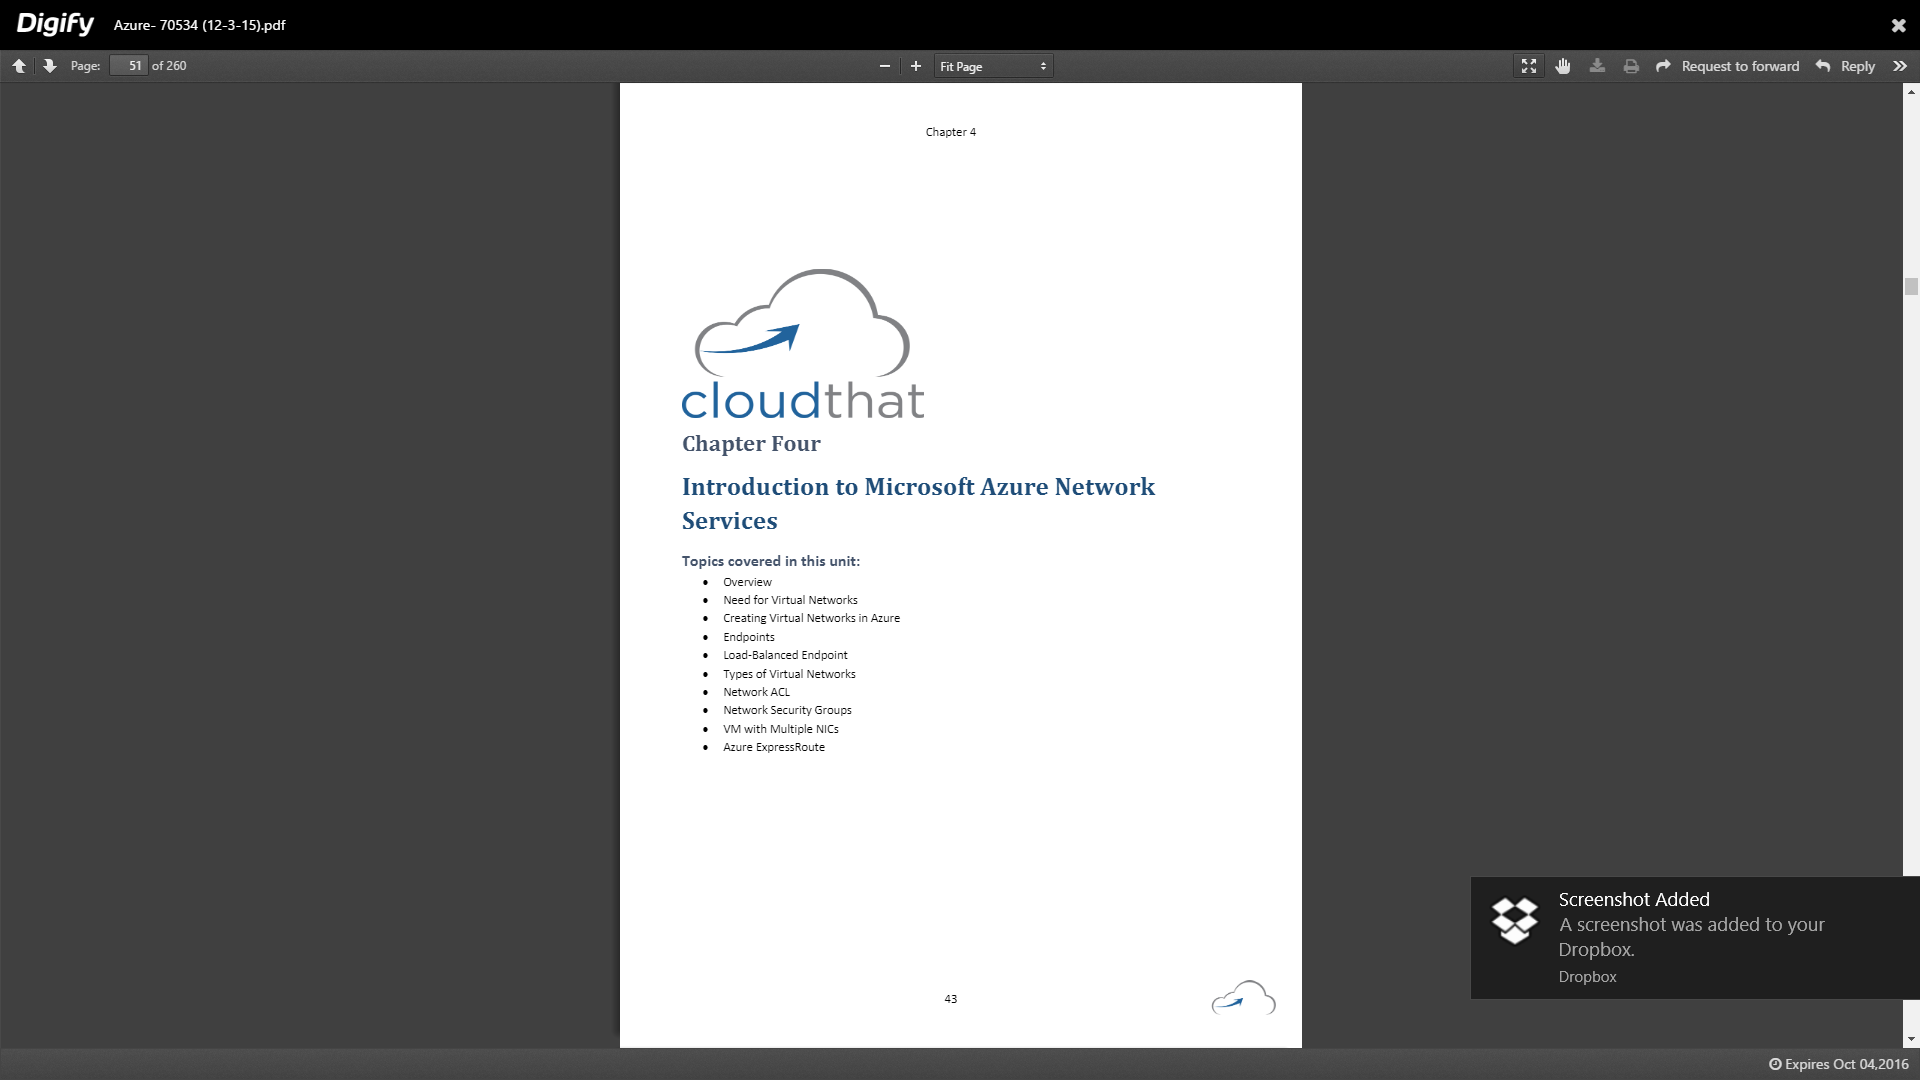 Digify Azure- 70534 (12-3-15).pdf
Page: 51 of 260 Fit Page Request to forward Reply
Chapter 4
cloudthat
Chapter Four
Introduction to Microsoft Azure Network
Services
Topics covered in this unit:
• Overview
• Need for Virtual Networks
• Creating Virtual Networks in Azure
• Endpoints
• Load-Balanced Endpoint
• Types of Virtual Networks
• Network ACL
• Network Security Groups
• VM with Multiple NICs
• Azure ExpressRoute
43
Screenshot Added
A screenshot was added to your
Dropbox.
Dropbox
Expires Oct 04,2016